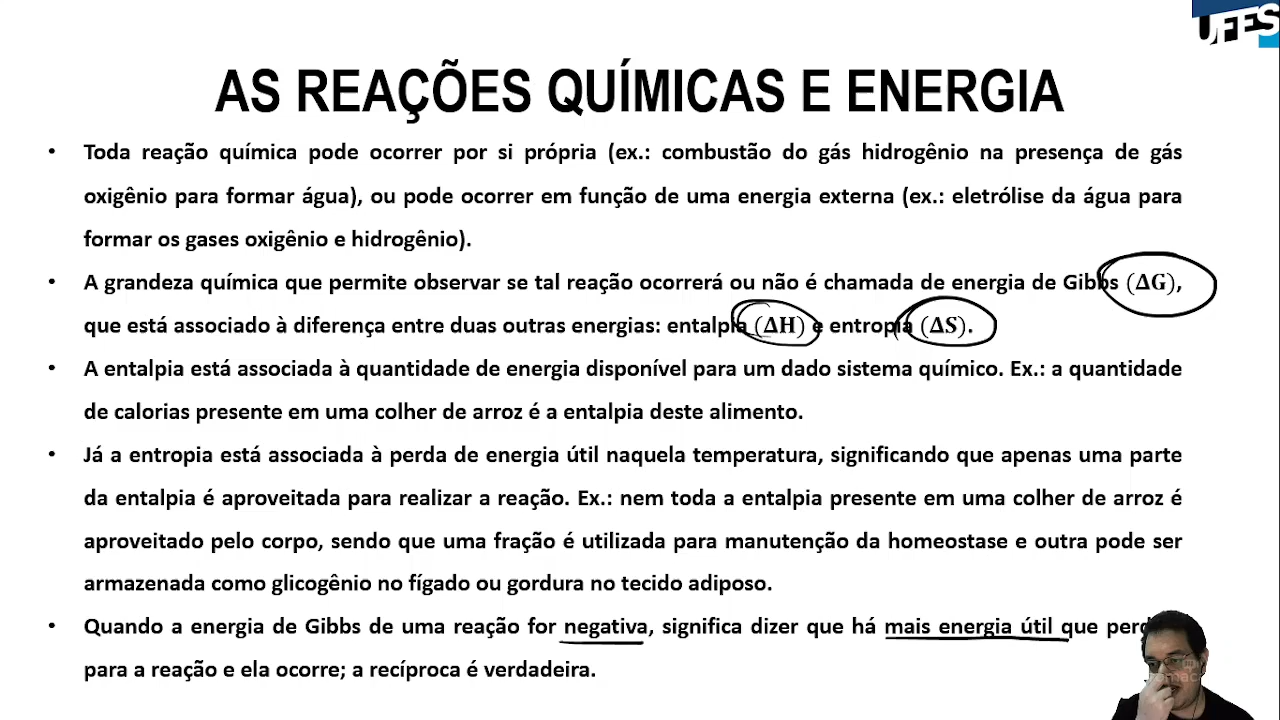 UFES
AS REAÇÕES QUÍMICAS E ENERGIA
• Toda reação química pode ocorrer por si própria (ex.: combustão do gás hidrogênio na presença de gás
oxigênio para formar água), ou pode ocorrer em função de uma energia externa (ex.: eletrólise da água para
formar os gases oxigênio e hidrogênio).
• A grandeza química que permite observar se tal reação ocorrerá ou não é chamada de energia de Gibbs (ΔG),
que está associado à diferença entre duas outras energias: entalpia (ΔH) e entropia (ΔS).
• A entalpia está associada à quantidade de energia disponível para um dado sistema químico. Ex.: a quantidade
de calorias presente em uma colher de arroz é a entalpia deste alimento.
• Já a entropia está associada à perda de energia útil naquela temperatura, significando que apenas uma parte
da entalpia é aproveitada para realizar a reação. Ex.: nem toda a entalpia presente em uma colher de arroz é
aproveitado pelo corpo, sendo que uma fração é utilizada para manutenção da homeostase e outra pode ser
armazenada como glicogênio no fígado ou gordura no tecido adiposo.
• Quando a energia de Gibbs de uma reação for negativa, significa dizer que há mais energia útil que
para a reação e ela ocorre; a recíproca é verdadeira.